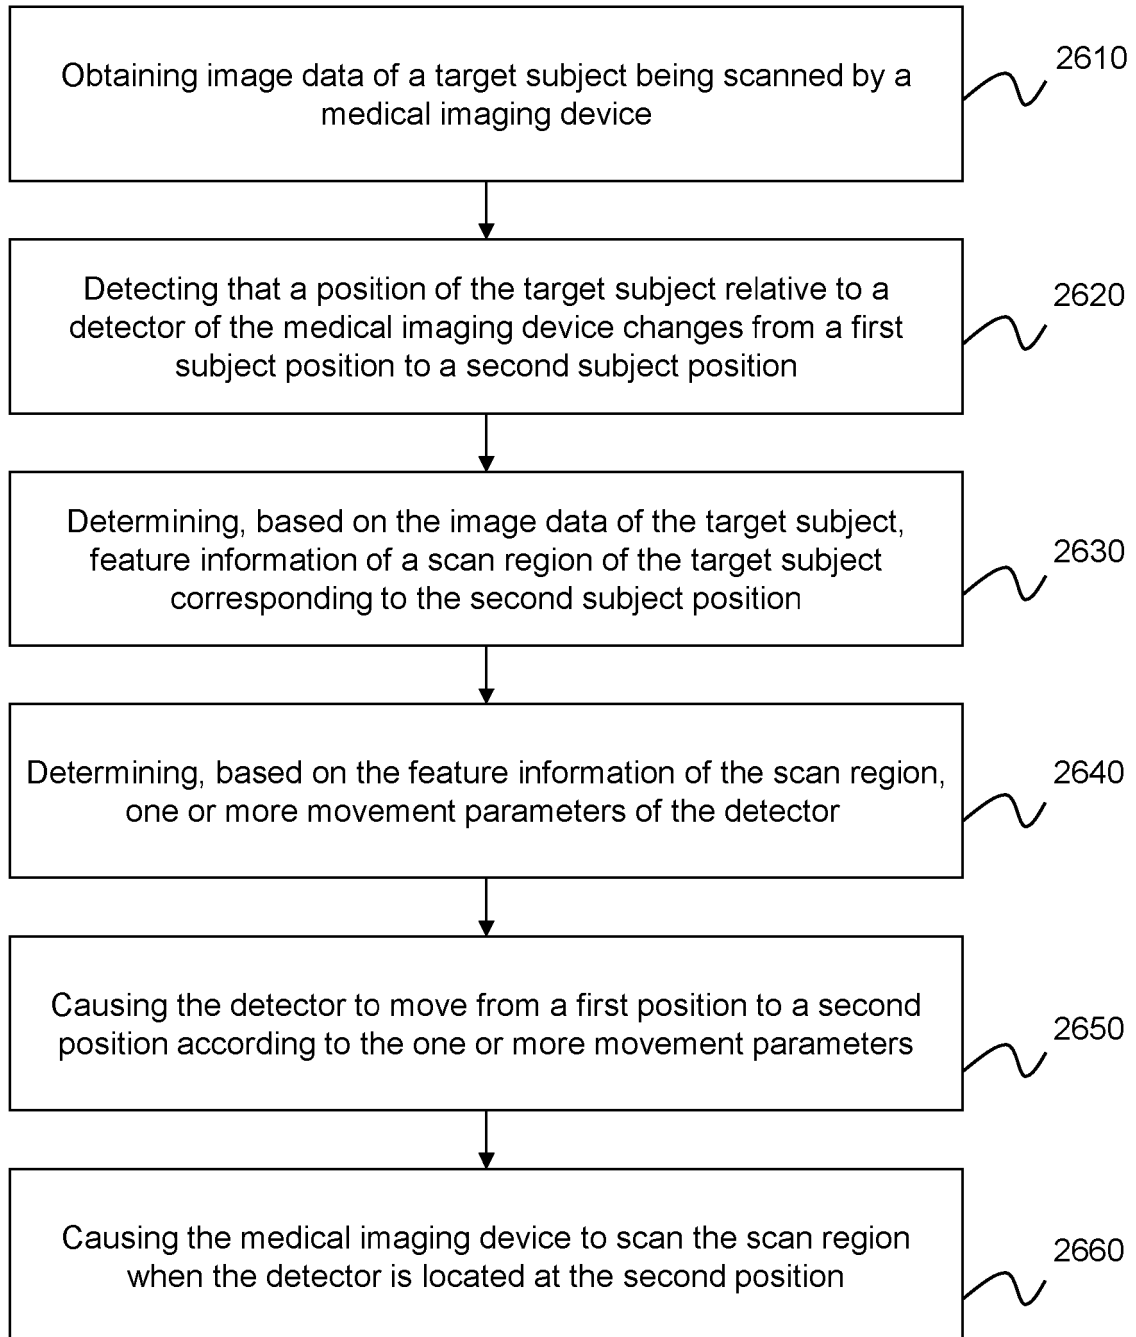 Obtaining image data of a target subject being scanned by a
medical imaging device
2610
Detecting that a position of the target subject relative to a
detector of the medical imaging device changes from a first
subject position to a second subject position
2620
Determining, based on the image data of the target subject,
feature information of a scan region of the target subject
corresponding to the second subject position
2630
Determining, based on the feature information of the scan region,
one or more movement parameters of the detector
2640
Causing the detector to move from a first position to a second
position according to the one or more movement parameters
2650
Causing the medical imaging device to scan the scan region
when the detector is located at the second position
2660